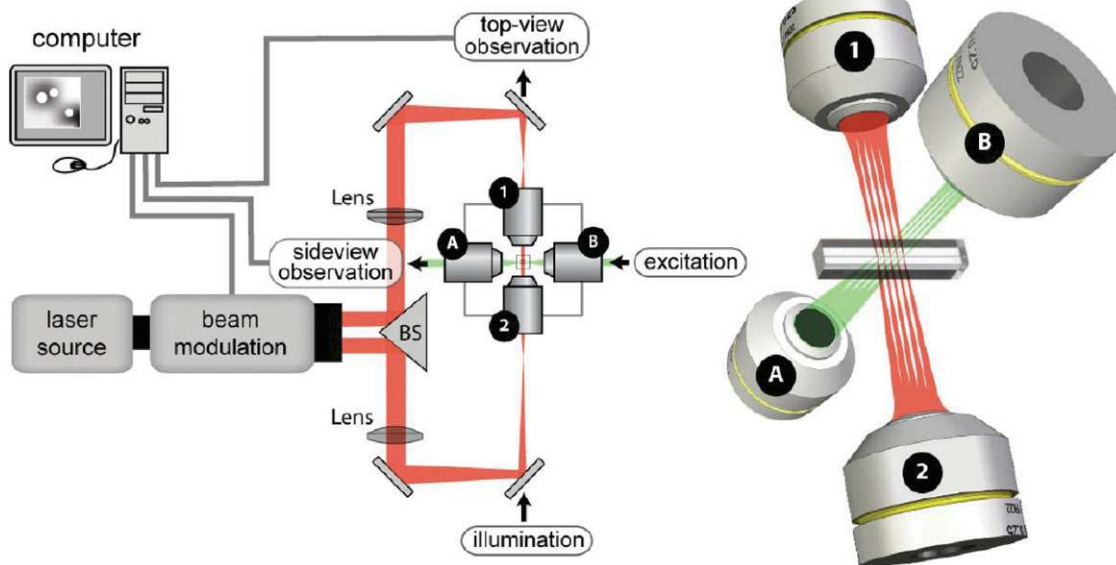 computer
top-view
observation
Lens
1
A
B
sideview
observation
excitation
2
laser
source
beam
modulation
BS
Lens
illumination
1
B
A
2